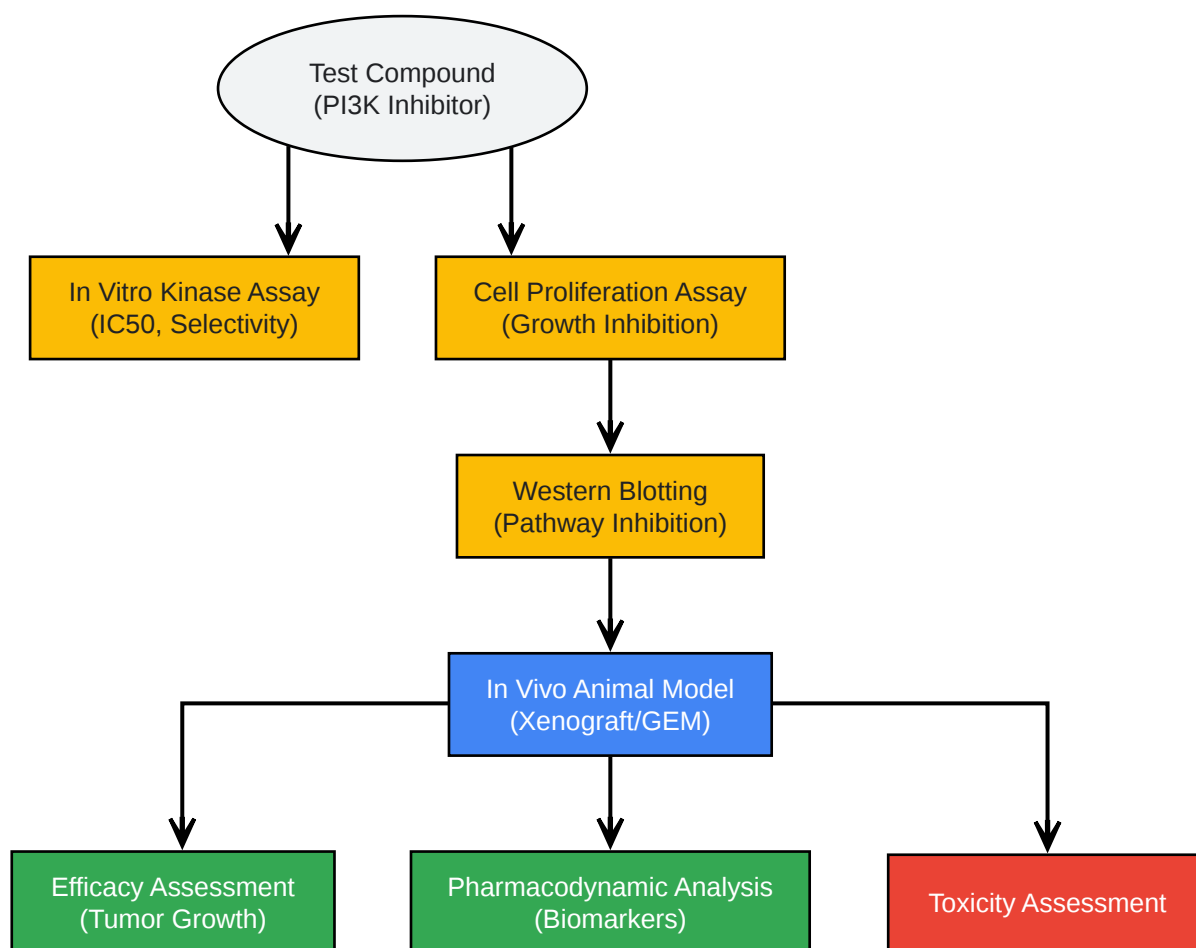 Test Compound
(PI3K Inhibitor)
In Vitro Kinase Assay
(IC50, Selectivity)
Cell Proliferation Assay
(Growth Inhibition)
Western Blotting
(Pathway Inhibition)
In Vivo Animal Model
(Xenograft/GEM)
Efficacy Assessment
(Tumor Growth)
Pharmacodynamic Analysis
(Biomarkers)
Toxicity Assessment